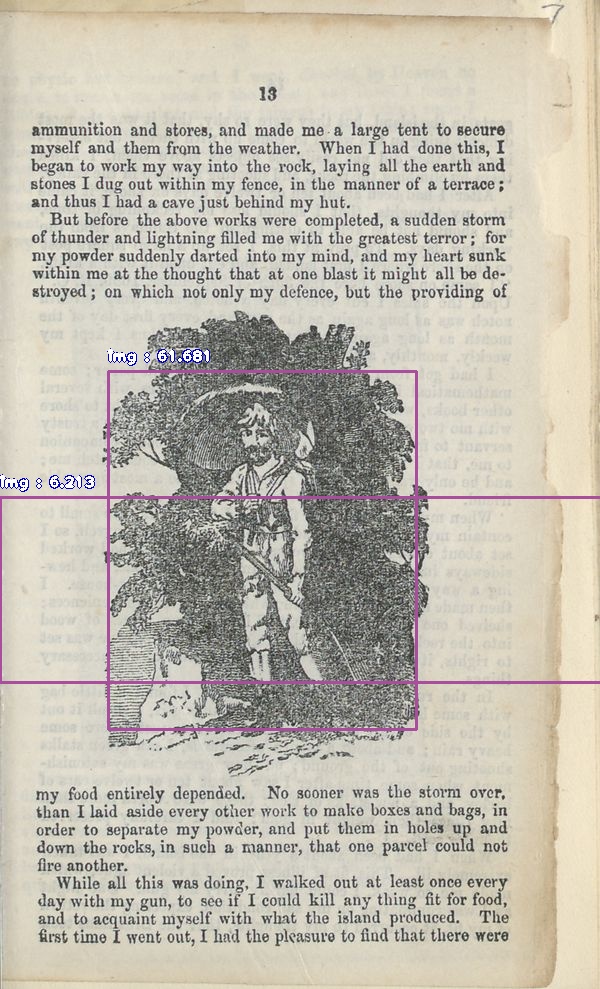 7
13
ammunition and stores, and made me a large tent to secure
myself and them from the weather. When I had done this, I
began to work my way into the rock, laying all the earth and
stones I dug out within my fence, in the manner of a terrace;
and thus I had a cave just behind my hut.
But before the above works were completed, a sudden storm
of thunder and lightning filled me with the greatest terror; for
my powder suddenly darted into my mind, and my heart sunk
within me at the thought that at one blast it might all be de-
stroyed; on which not only my defence, but the providing of
img : 61.681
img : 6.213
my food entirely depended. No sooner was the storm over,
than I laid aside every other work to make boxes and bags, in
order to separate my powder, and put them in holes up and
down the rocks, in such a manner, that one parcel could not
fire another.
While all this was doing, I walked out at least once every
day with my gun, to see if I could kill any thing fit for food,
and to acquaint myself with what the island produced. The
first time I went out, I had the pleasure to find that there were